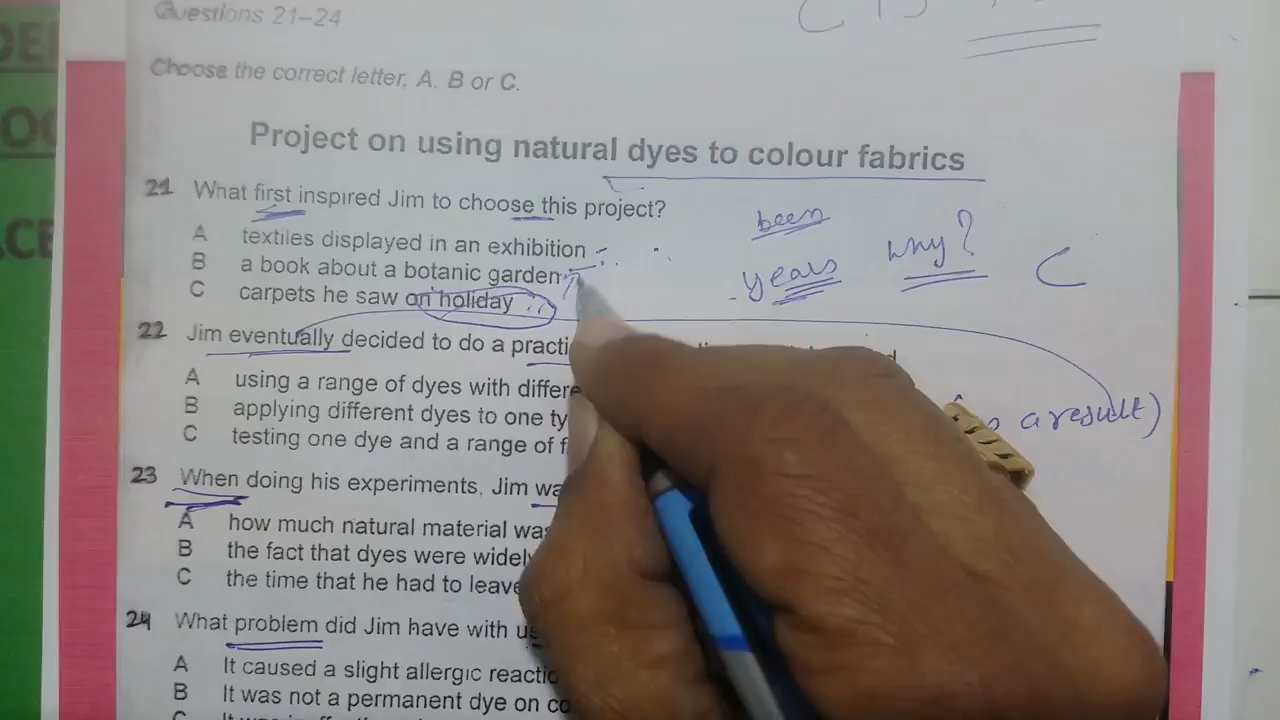 Questions 21–24
Choose the correct letter, A, B or C.
Project on using natural dyes to colour fabrics
21 What first inspired Jim to choose this project?
A textiles displayed in an exhibition
B a book about a botanic garden
C carpets he saw on holiday
been
years
why?
C
22 Jim eventually decided to do a practi
A using a range of dyes with differe
B applying different dyes to one ty
C testing one dye and a range of f
a result)
23 When doing his experiments, Jim wa
A how much natural material was
B the fact that dyes were widely
C the time that he had to leave
24 What problem did Jim have with us
A It caused a slight allergic reactio
B It was not a permanent dye on co